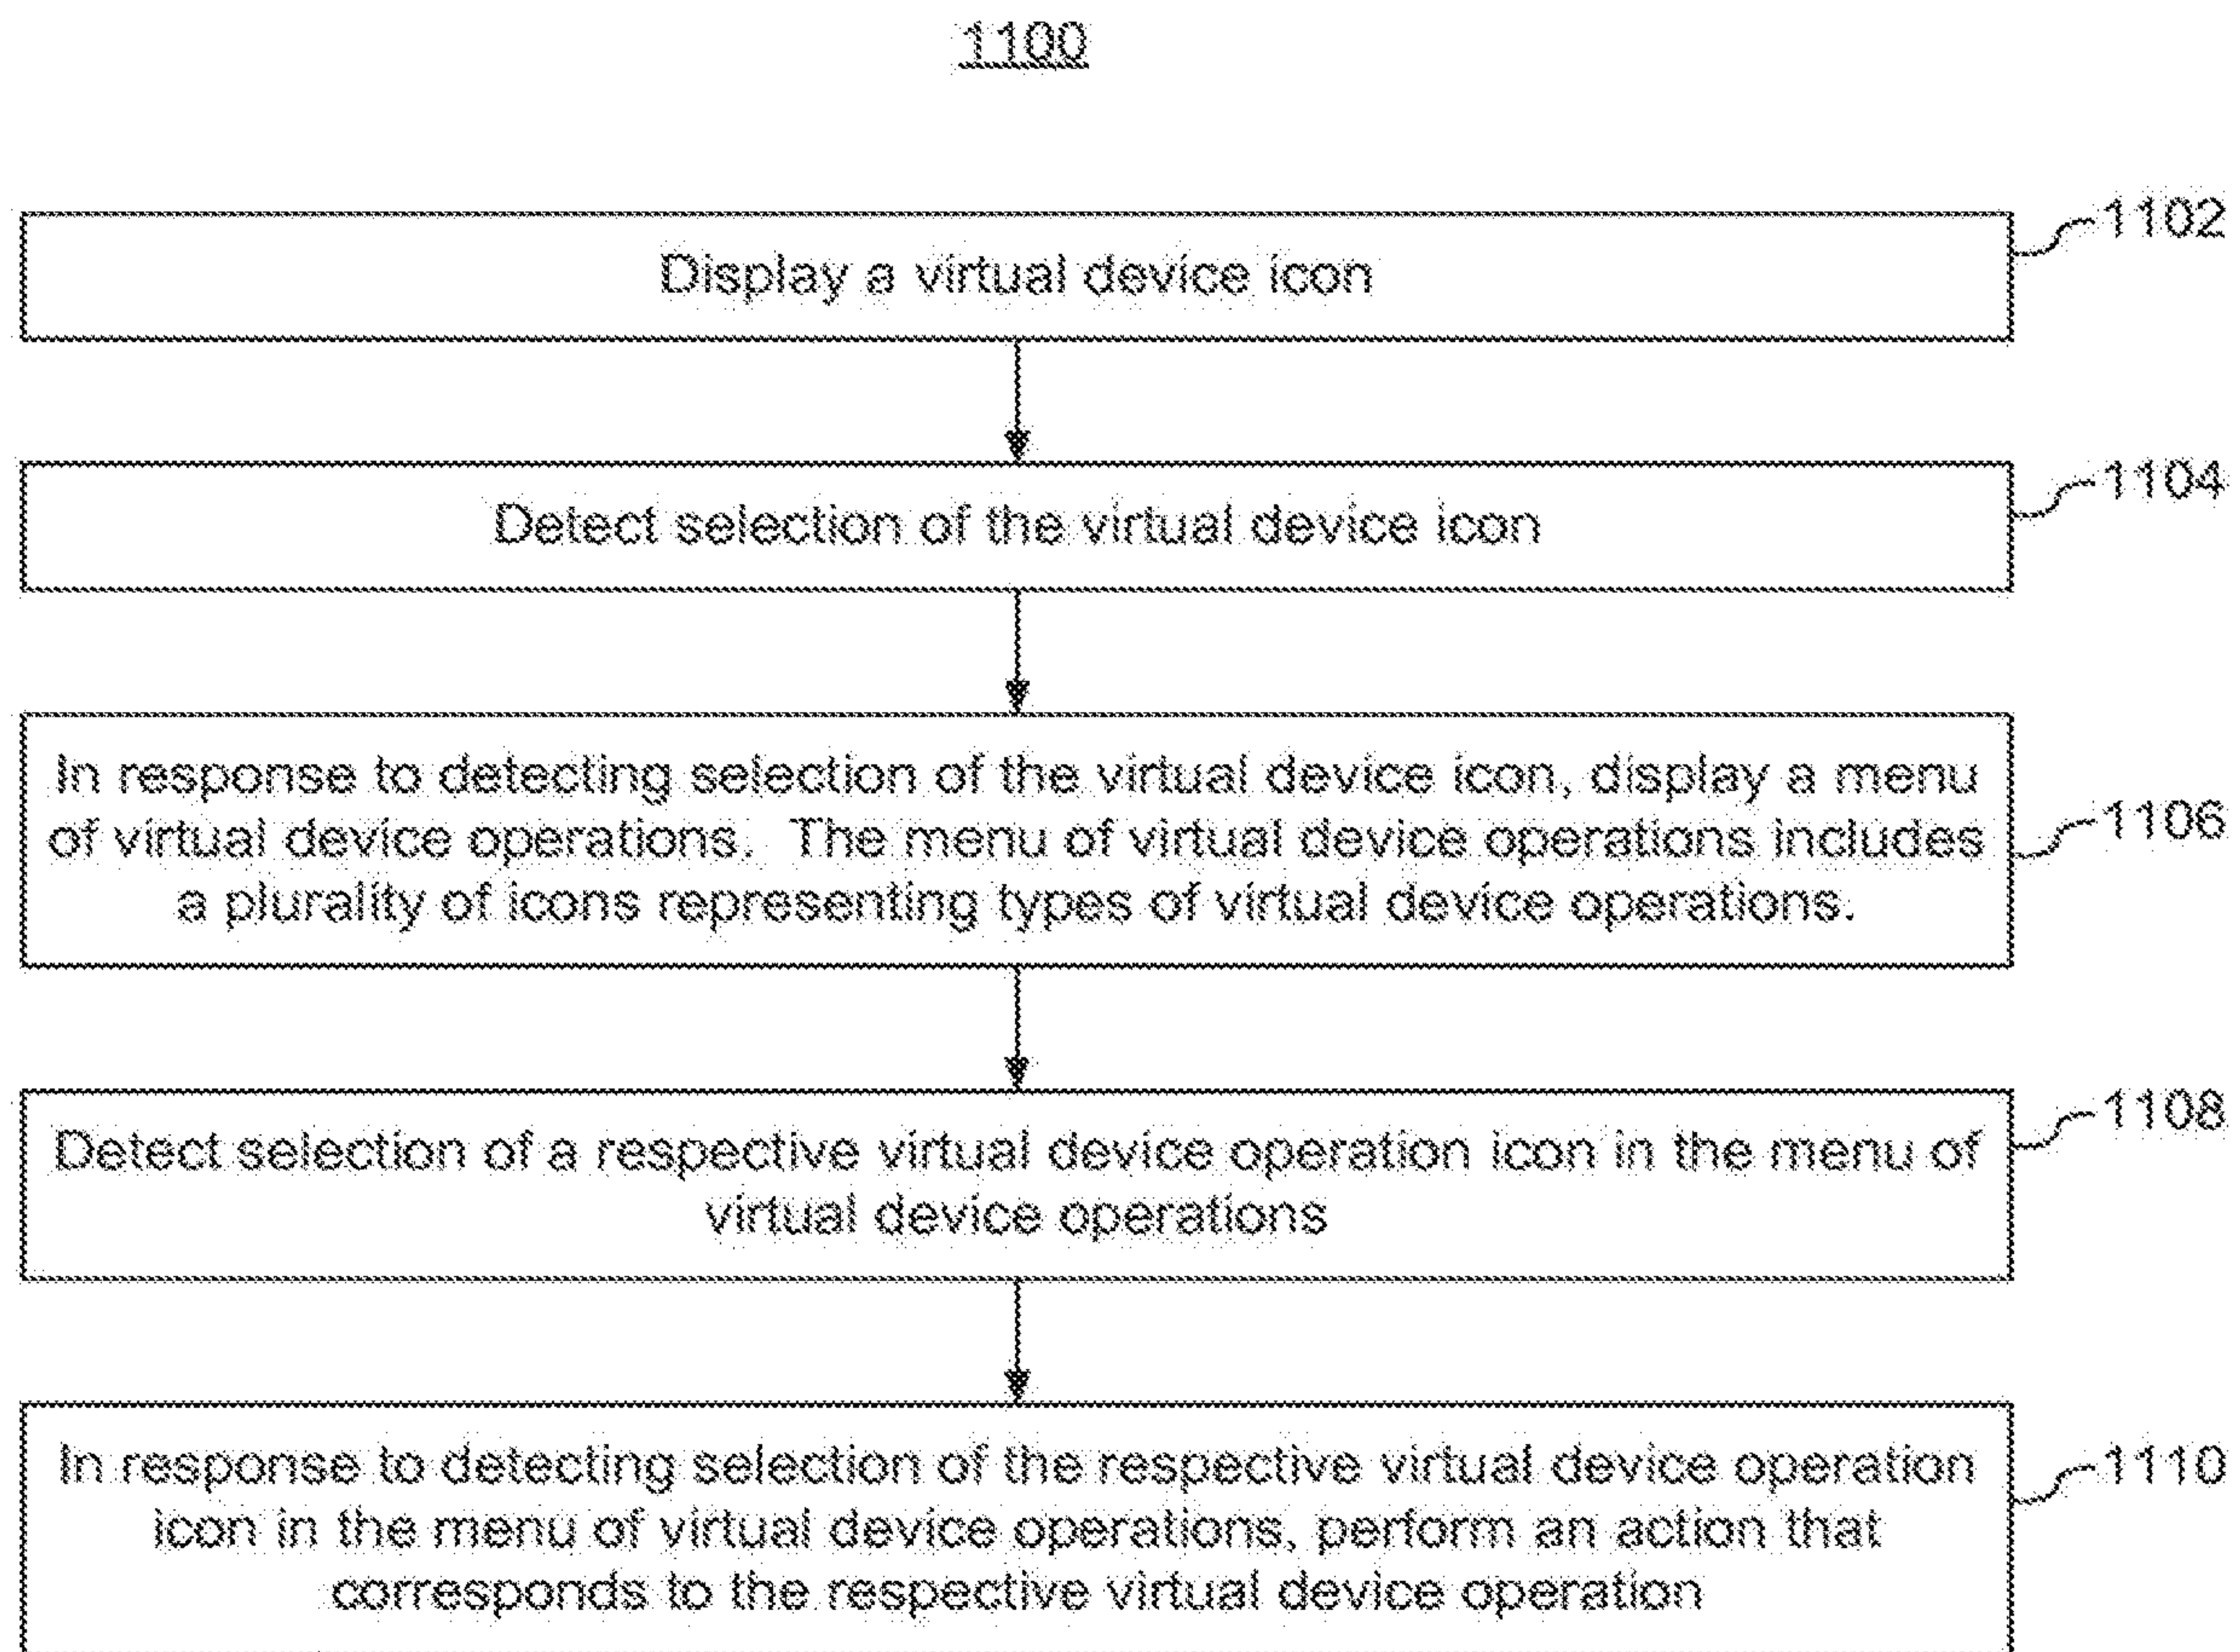 1100
Display a virtual device icon
1102
Detect selection of the virtual device icon
1104
In response to detecting selection of the virtual device icon, display a menu
of virtual device operations. The menu of virtual device operations includes
a plurality of icons representing types of virtual device operations.
1106
Detect selection of a respective virtual device operation icon in the menu of
virtual device operations
1108
In response to detecting selection of the respective virtual device operation
icon in the menu of virtual device operations, perform an action that
corresponds to the respective virtual device operation
1110